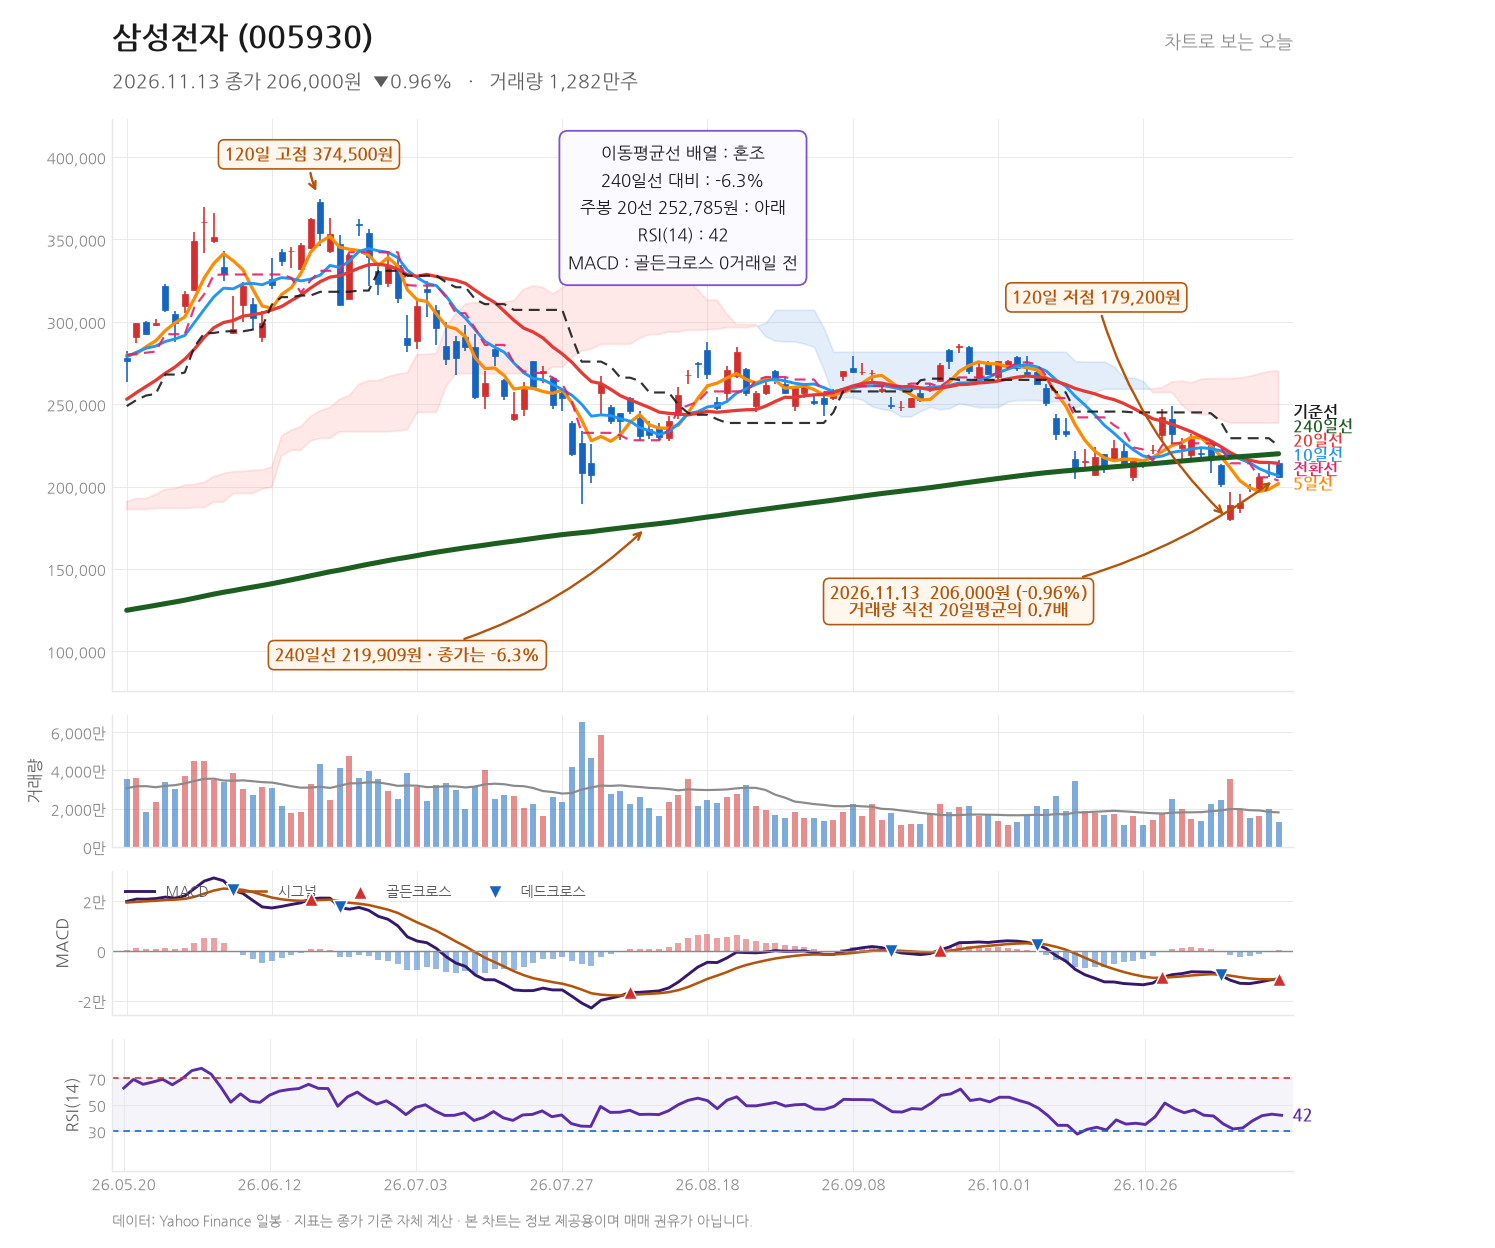 삼성전자 (005930)
차트로 보는 오늘
2026.11.13 종가 206,000원 ▼0.96% · 거래량 1,282만주
120일 고점 374,500원
이동평균선 배열 : 혼조
240일선 대비 : -6.3%
주봉 20선 252,785원 : 아래
RSI(14) : 42
MACD : 골든크로스 0거래일 전
120일 저점 179,200원
400,000
350,000
300,000
250,000
200,000
150,000
100,000
기준선
240일선
20일선
10일선
전환선
5일선
2026.11.13 206,000원 (-0.96%)
거래량 직전 20일평균의 0.7배
240일선 219,909원 · 종가는 -6.3%
거래량
6,000만
4,000만
2,000만
0만
MACD
MACD 시그널 골든크로스 데드크로스
2만
0
-2만
RSI(14)
70
50
30
42
26.05.20 26.06.12 26.07.03 26.07.27 26.08.18 26.09.08 26.10.01 26.10.26
데이터: Yahoo Finance 일봉 · 지표는 종가 기준 자체 계산 · 본 차트는 정보 제공용이며 매매 권유가 아닙니다.